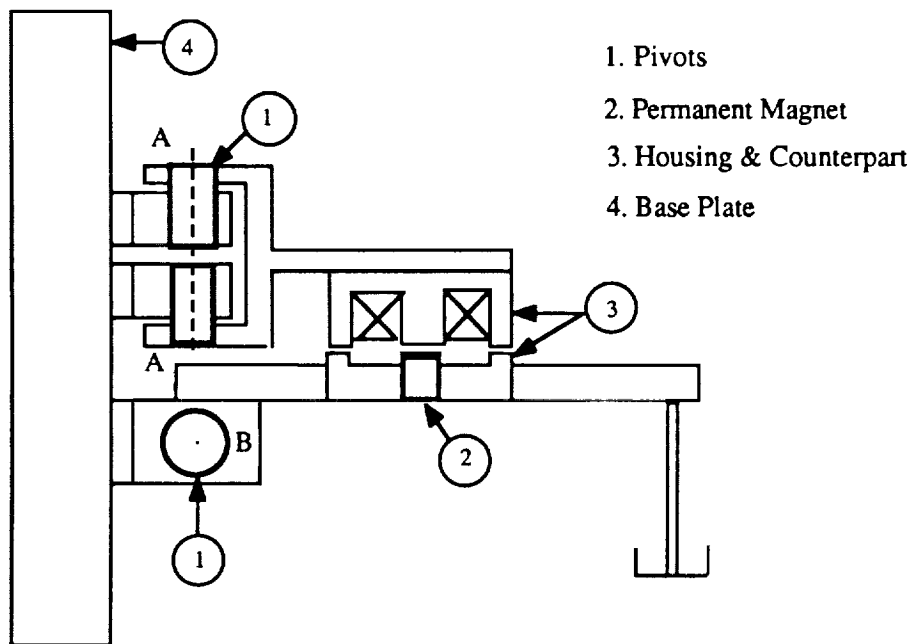 4
1. Pivots
2. Permanent Magnet
3. Housing & Counterpart
4. Base Plate
A
1
3
A
B
2
1